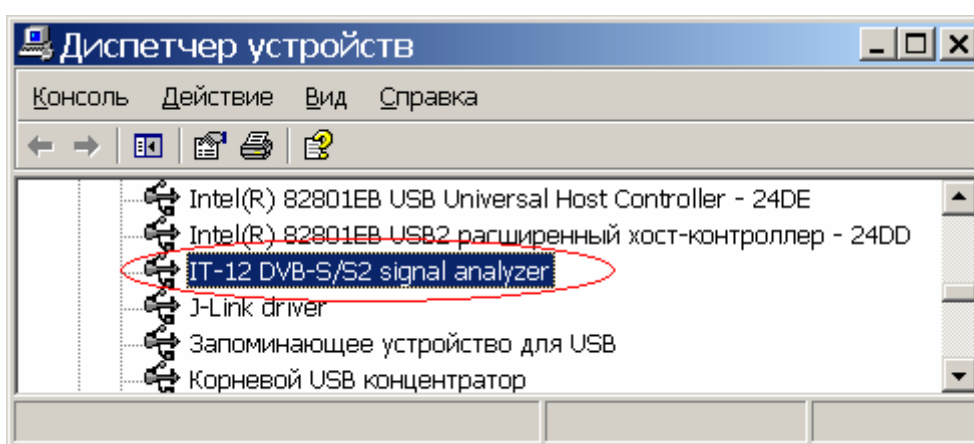 Диспетчер устройств
Консоль Действие Вид Справка
Intel(R) 82801EB USB Universal Host Controller - 24DE
Intel(R) 82801EB USB2 расширенный хост-контроллер - 24DD
IT-12 DVB-S/S2 signal analyzer
J-Link driver
Запоминающее устройство для USB
Корневой USB концентратор